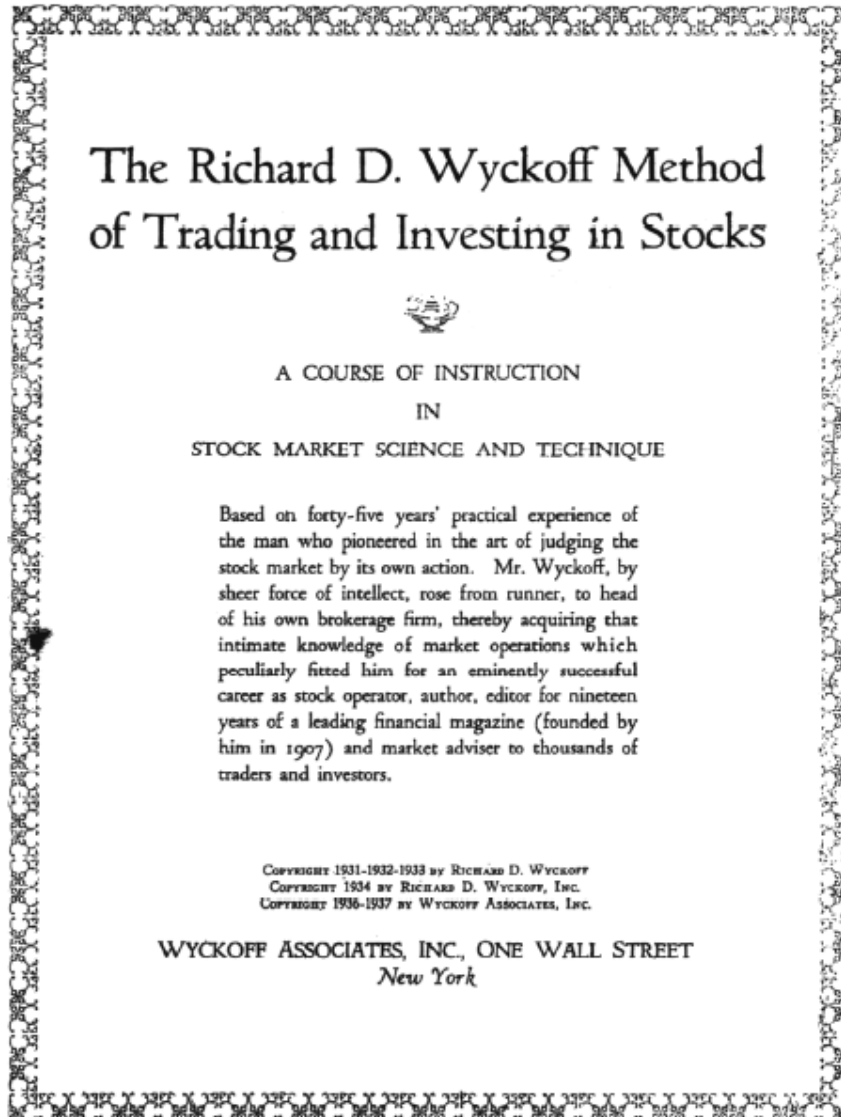 The Richard D. Wyckoff Method
of Trading and Investing in Stocks
A COURSE OF INSTRUCTION
IN
STOCK MARKET SCIENCE AND TECHNIQUE
Based on forty-five years' practical experience of
the man who pioneered in the art of judging the
stock market by its own action. Mr. Wyckoff, by
sheer force of intellect, rose from runner, to head
of his own brokerage firm, thereby acquiring that
intimate knowledge of market operations which
peculiarly fitted him for an eminently successful
career as stock operator, author, editor for nineteen
years of a leading financial magazine (founded by
him in 1907) and market adviser to thousands of
traders and investors.
COPYRIGHT 1931-1932-1933 BY RICHARD D. WYCKOFF
COPYRIGHT 1934 BY RICHARD D. WYCKOFF, INC.
COPYRIGHT 1936-1937 BY WYCKOFF ASSOCIATES, INC.
WYCKOFF ASSOCIATES, INC., ONE WALL STREET
New York